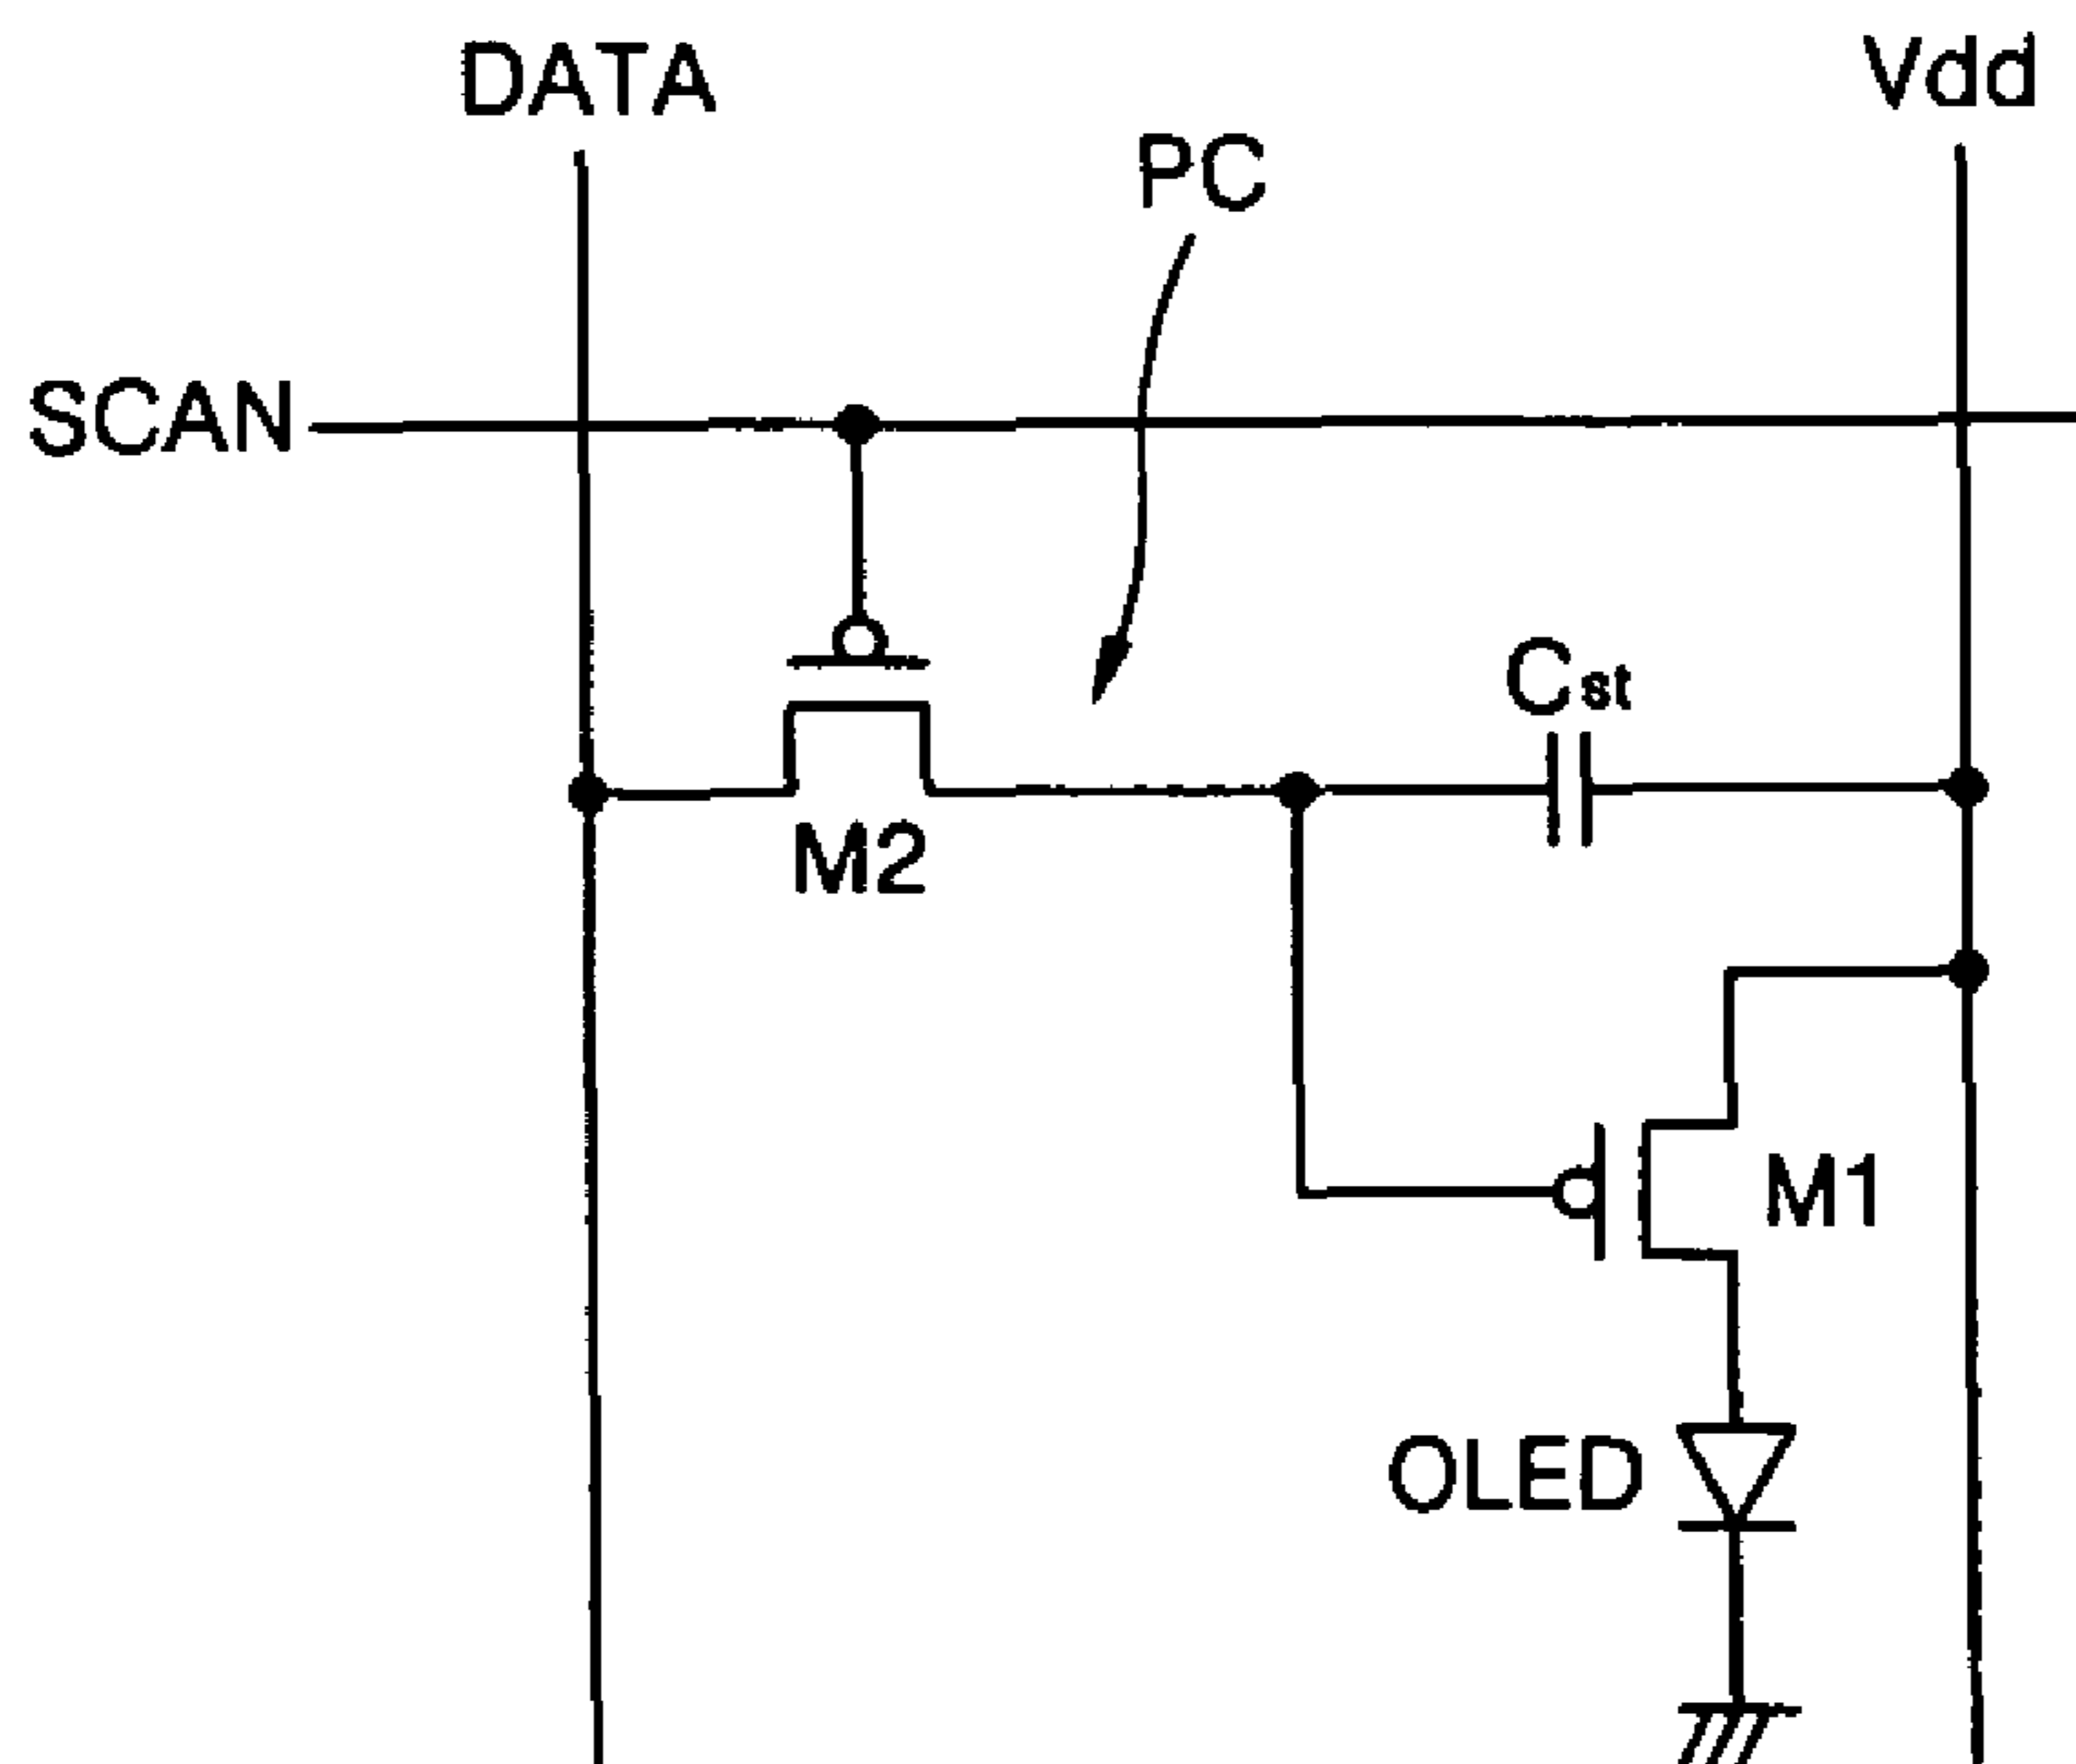 DATA
Vdd
PC
SCAN
Cst
M2
M1
OLED